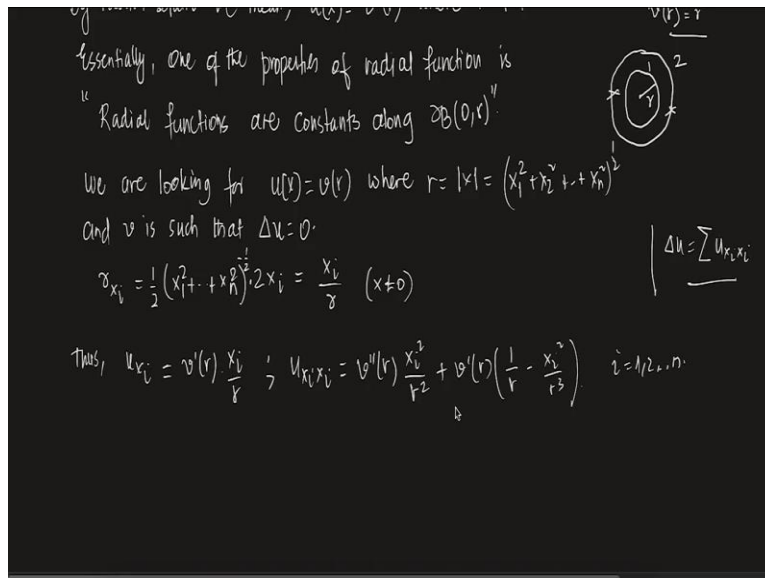 v(r) = r
Essentially, one of the properties of radial function is
"Radial functions are constants along ∂B(0,r)"
1 2
r
we are looking for u(x)=v(r) where r = |x| = (x₁² + x₂² + .. + xₙ²)^½
and v is such that Δu=0.
Δu = ∑ u_{xᵢxᵢ}
r_{xᵢ} = ½ (x₁² + .. + xₙ²)^{-½} · 2xᵢ = xᵢ/r (x≠0)
Thus, u_{xᵢ} = v'(r) · xᵢ/r ; u_{xᵢxᵢ} = v''(r) xᵢ²/r² + v'(r) (1/r - xᵢ²/r³) i = 1,2...n.